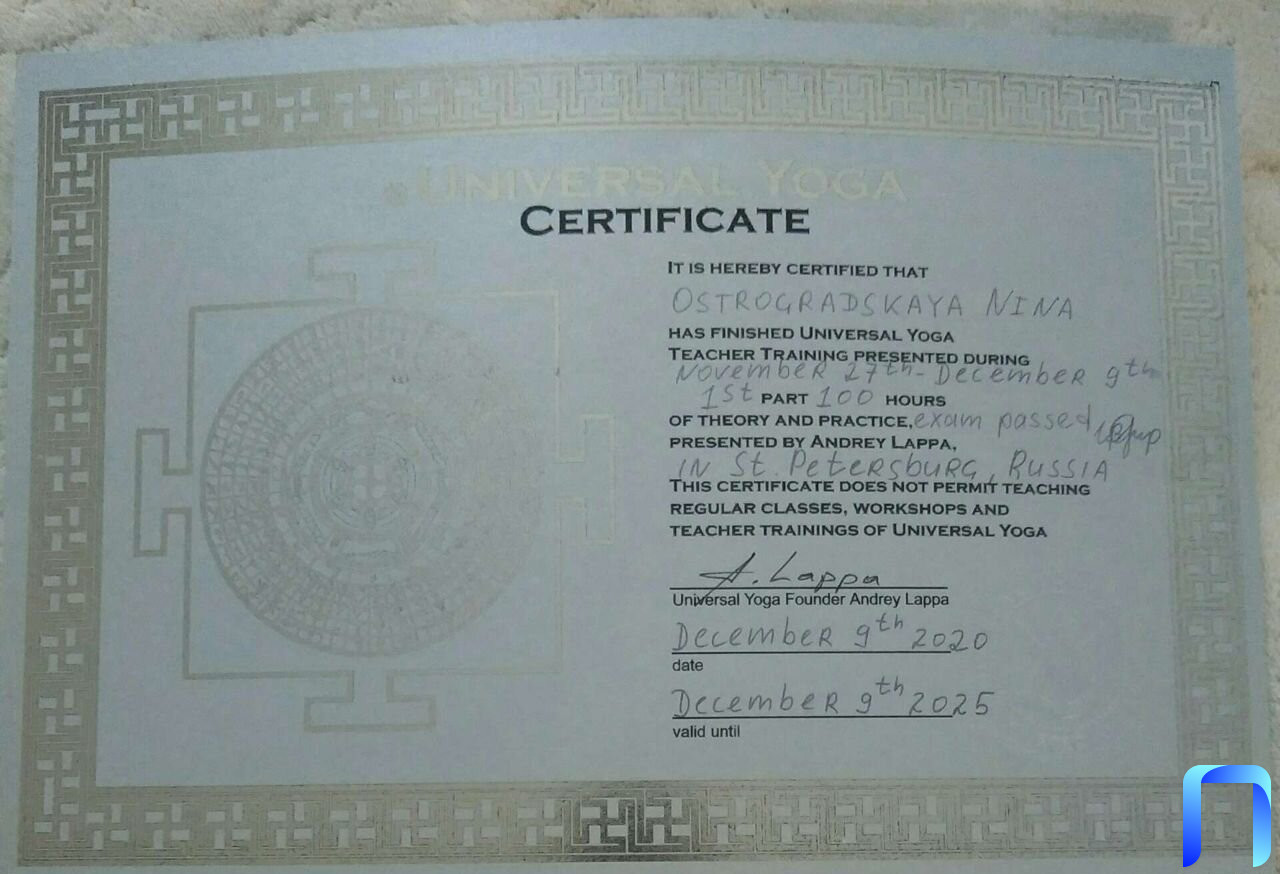 UNIVERSAL YOGA
CERTIFICATE
IT IS HEREBY CERTIFIED THAT
OSTROGRADSKAYA NINA
HAS FINISHED UNIVERSAL YOGA
TEACHER TRAINING PRESENTED DURING
November 27th - December 9th
1st PART 100 HOURS
OF THEORY AND PRACTICE, exam passed
PRESENTED BY ANDREY LAPPA,
IN St. Petersburg, Russia
THIS CERTIFICATE DOES NOT PERMIT TEACHING
REGULAR CLASSES, WORKSHOPS AND
TEACHER TRAININGS OF UNIVERSAL YOGA
A. Lappa
Universal Yoga Founder Andrey Lappa
December 9th 2020
date
December 9th 2025
valid until